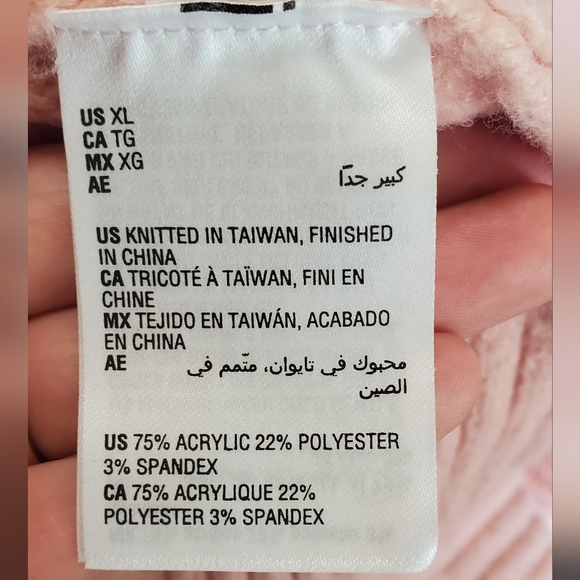 US XL
CA TG
MX XG
AE كبير جدًا
US KNITTED IN TAIWAN, FINISHED
IN CHINA
CA TRICOTÉ À TAÏWAN, FINI EN
CHINE
MX TEJIDO EN TAIWÁN, ACABADO
EN CHINA
AE محبوك في تايوان، متّمم في
الصين
US 75% ACRYLIC 22% POLYESTER
3% SPANDEX
CA 75% ACRYLIQUE 22%
POLYESTER 3% SPANDEX